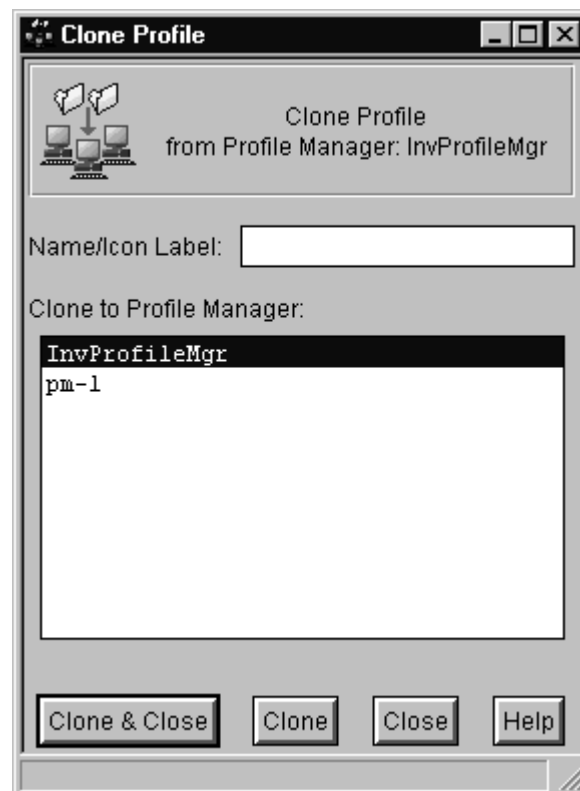 Clone Profile
Clone Profile
from Profile Manager: InvProfileMgr
Name/Icon Label:
Clone to Profile Manager:
InvProfileMgr
pm-1
Clone & Close
Clone
Close
Help